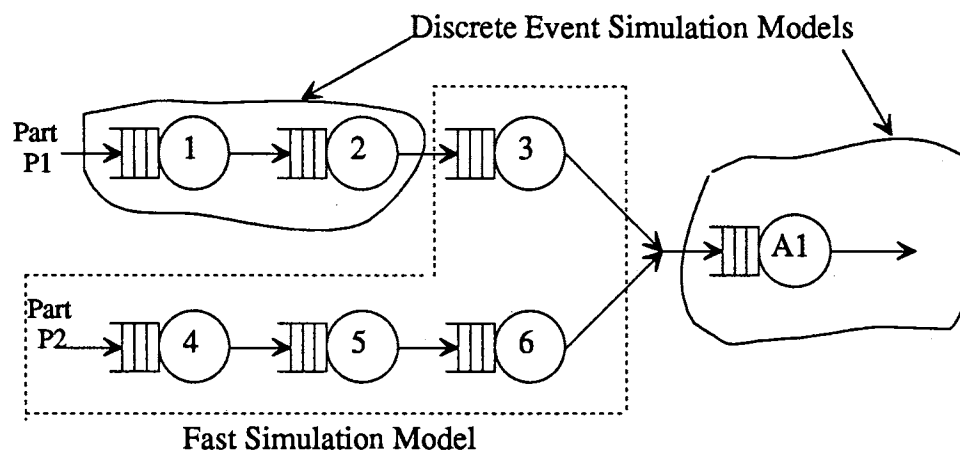 Discrete Event Simulation Models
Part
P1
1
2
3
A1
Part
P2
4
5
6
Fast Simulation Model